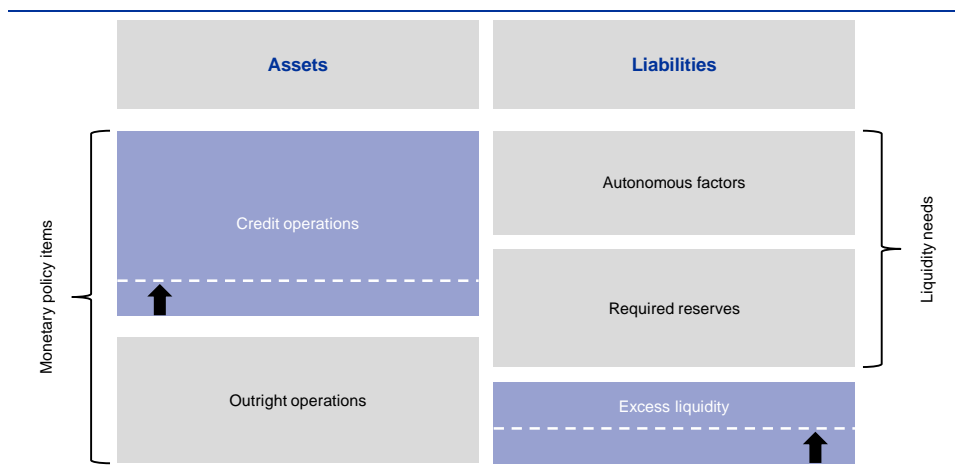 Assets
Liabilities
Monetary policy items
Credit operations
Outright operations
Autonomous factors
Required reserves
Excess liquidity
Liquidity needs